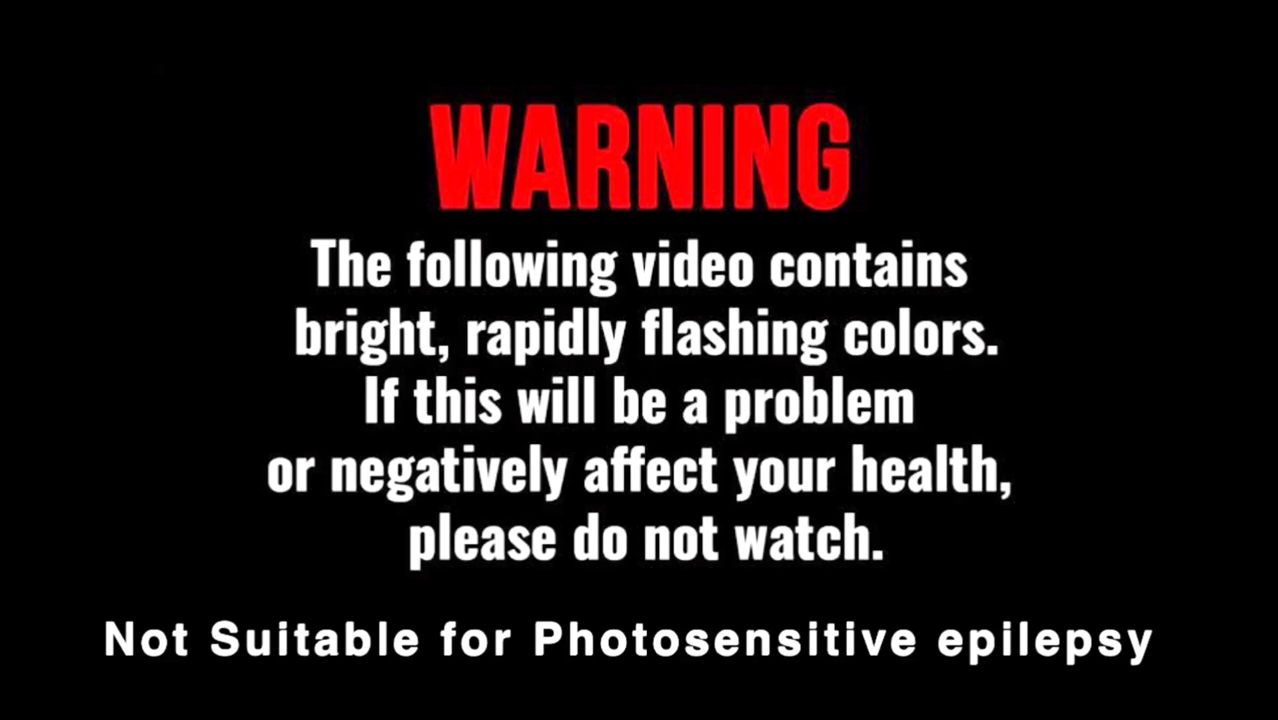 WARNING
The following video contains
bright, rapidly flashing colors.
If this will be a problem
or negatively affect your health,
please do not watch.
Not Suitable for Photosensitive epilepsy